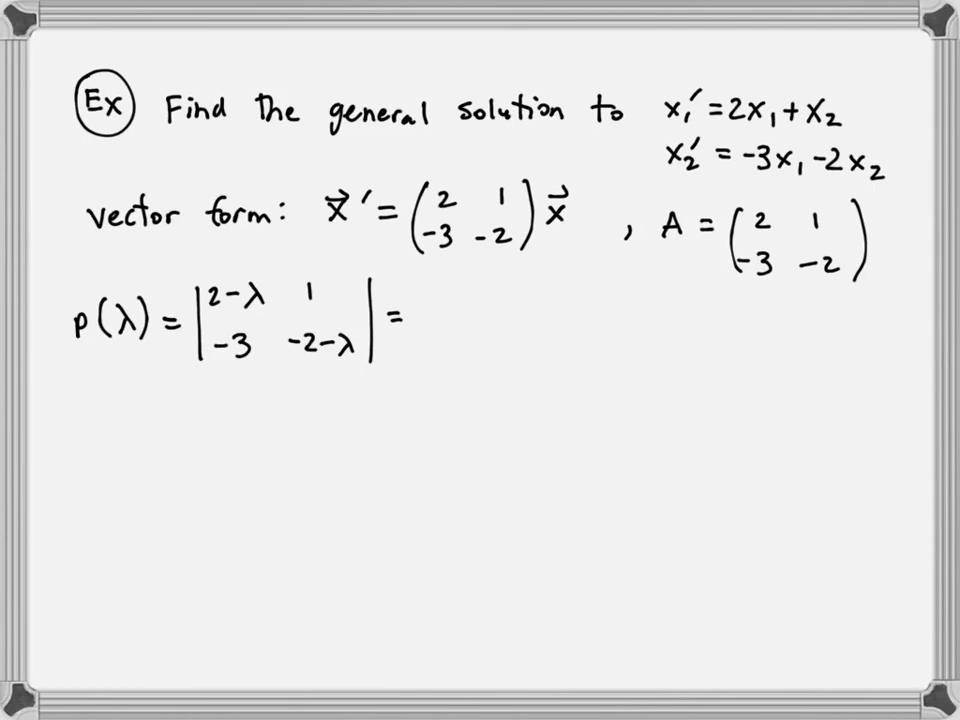 Ex Find the general solution to x₁' = 2x₁ + x₂
x₂' = -3x₁ - 2x₂
vector form: x⃗' = (2 1 -3 -2) x⃗ , A = (2 1 -3 -2)
p(λ) = |2-λ 1 -3 -2-λ| =